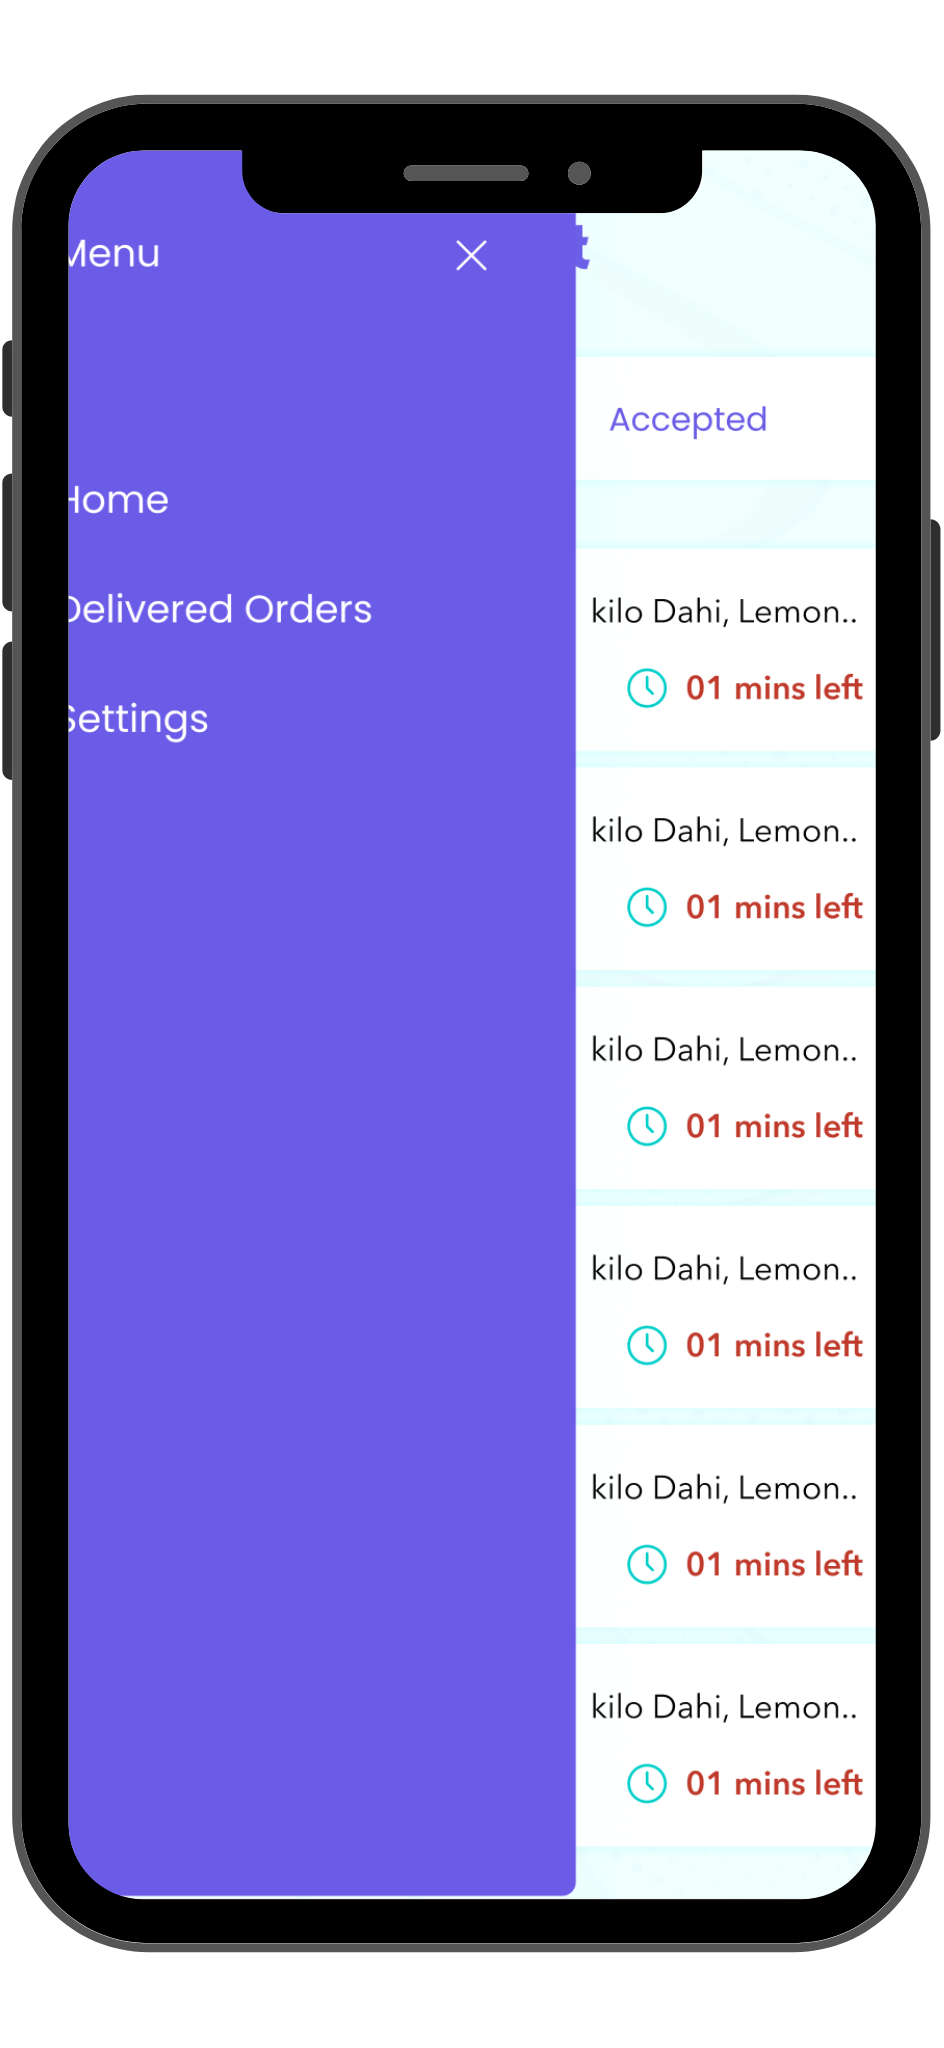 Menu
t
Accepted
Home
Delivered Orders
Settings
kilo Dahi, Lemon..
01 mins left
kilo Dahi, Lemon..
01 mins left
kilo Dahi, Lemon..
01 mins left
kilo Dahi, Lemon..
01 mins left
kilo Dahi, Lemon..
01 mins left
kilo Dahi, Lemon..
01 mins left